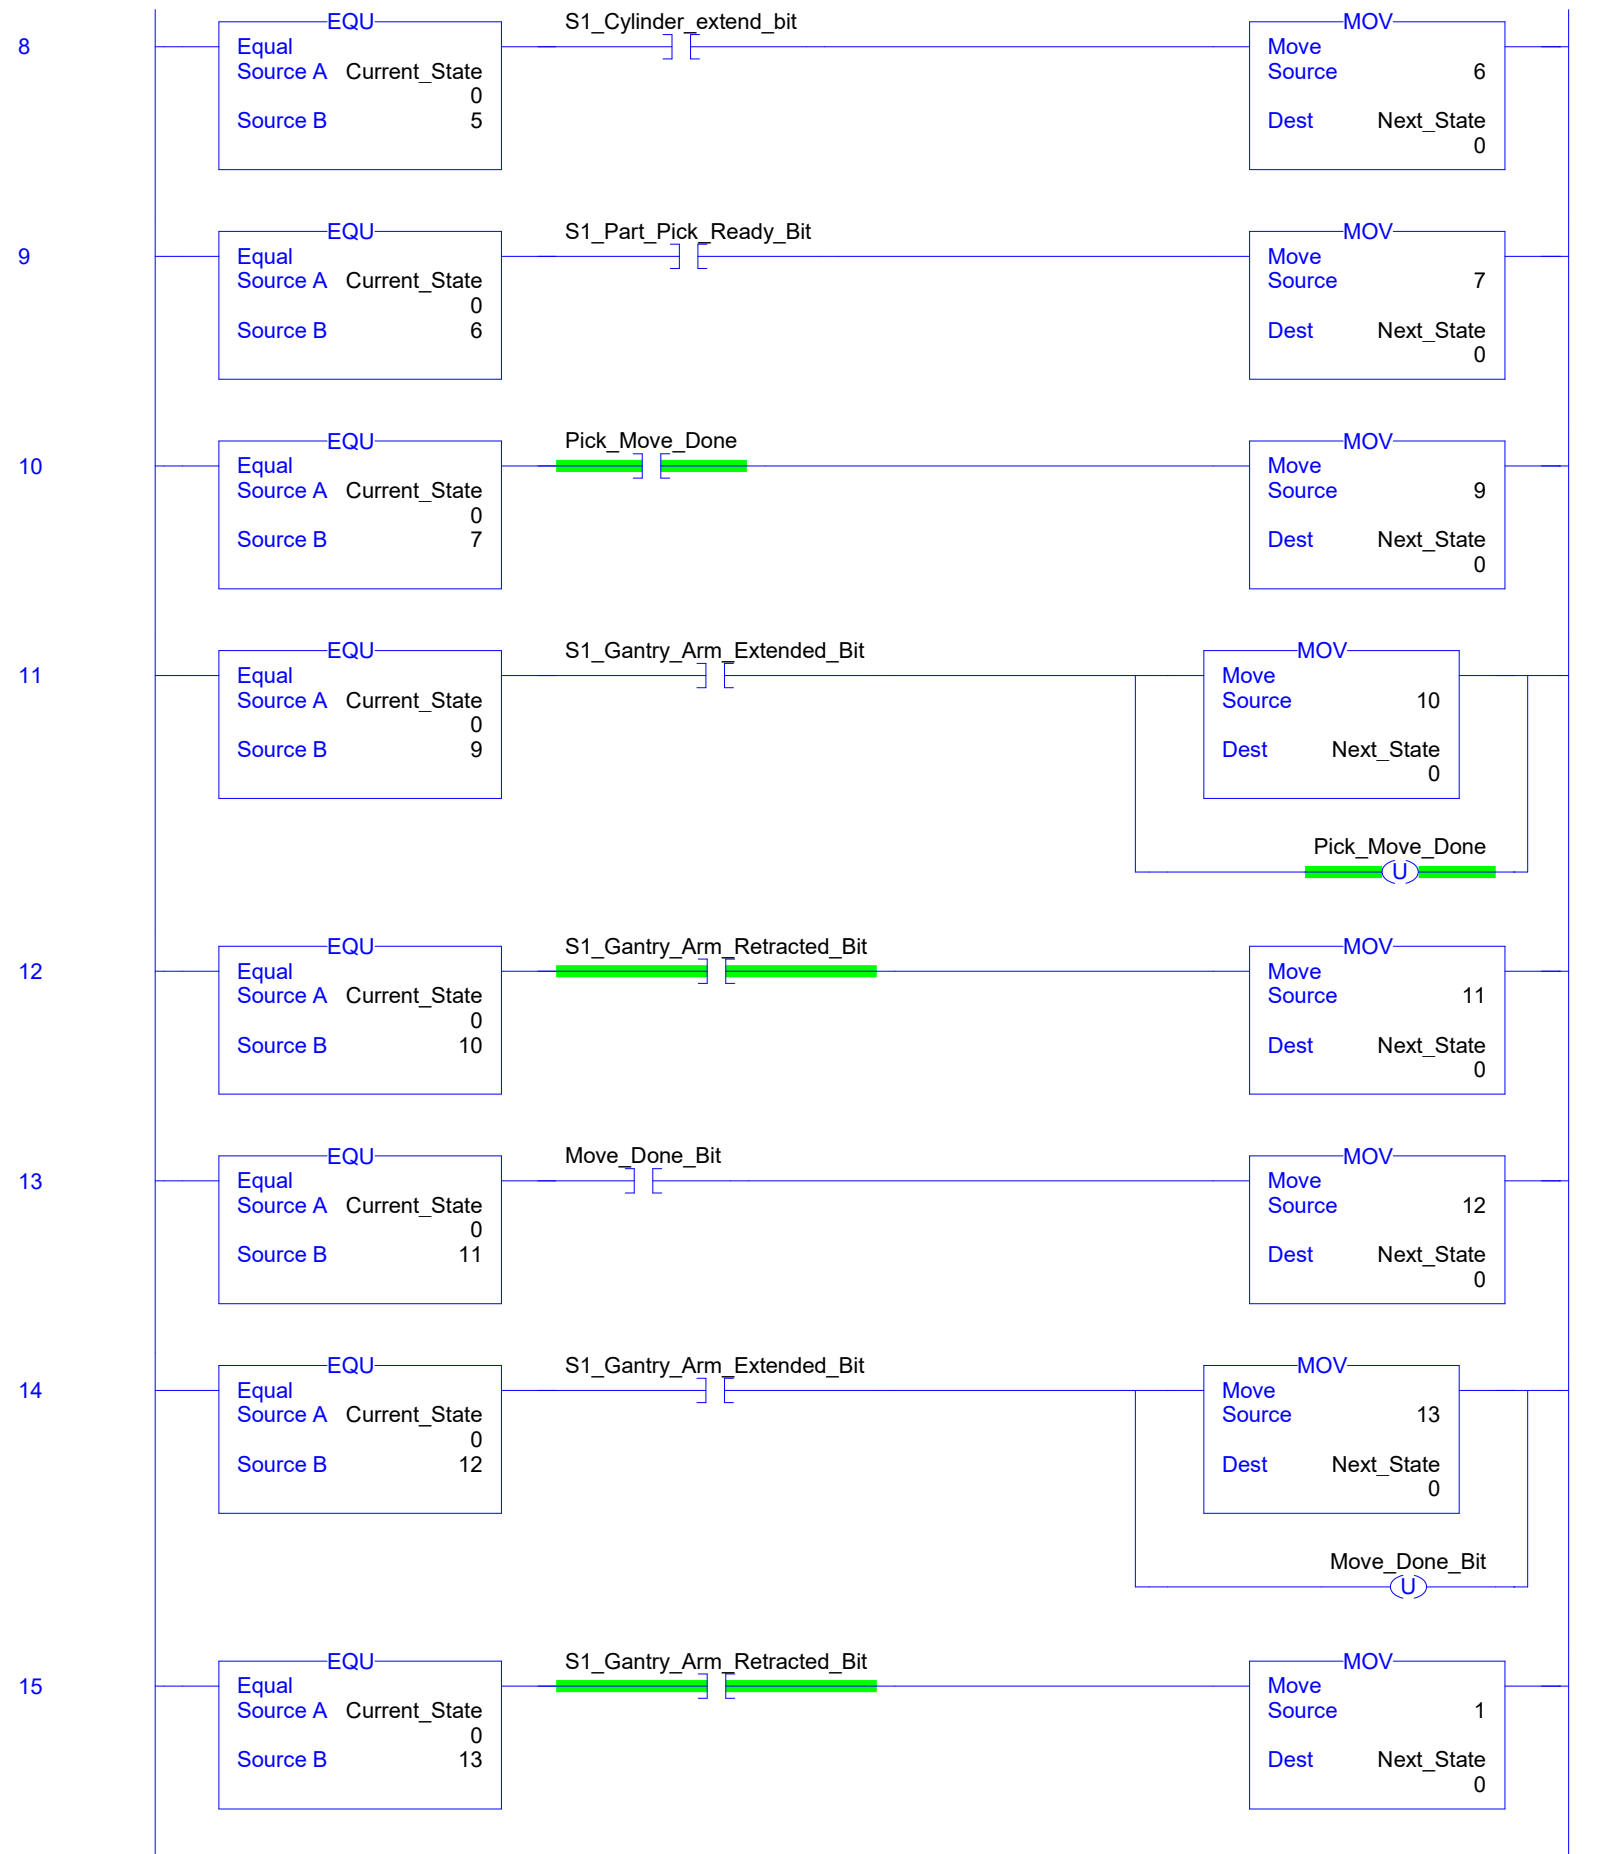 EQU S1_Cylinder_extend_bit MOV
8 Equal Move
Source A Current_State Source 6
0
Source B 5 Dest Next_State
0
EQU S1_Part_Pick_Ready_Bit MOV
9 Equal Move
Source A Current_State Source 7
0
Source B 6 Dest Next_State
0
EQU Pick_Move_Done MOV
10 Equal Move
Source A Current_State Source 9
0
Source B 7 Dest Next_State
0
EQU S1_Gantry_Arm_Extended_Bit MOV
11 Equal Move
Source A Current_State Source 10
0
Source B 9 Dest Next_State
0
Pick_Move_Done
U
EQU S1_Gantry_Arm_Retracted_Bit MOV
12 Equal Move
Source A Current_State Source 11
0
Source B 10 Dest Next_State
0
EQU Move_Done_Bit MOV
13 Equal Move
Source A Current_State Source 12
0
Source B 11 Dest Next_State
0
EQU S1_Gantry_Arm_Extended_Bit MOV
14 Equal Move
Source A Current_State Source 13
0
Source B 12 Dest Next_State
0
Move_Done_Bit
U
EQU S1_Gantry_Arm_Retracted_Bit MOV
15 Equal Move
Source A Current_State Source 1
0
Source B 13 Dest Next_State
0